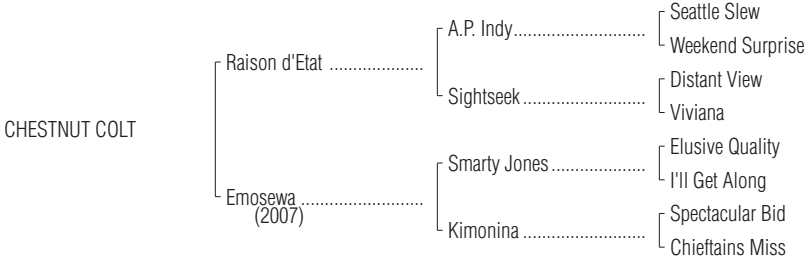 Seattle Slew
A.P. Indy..............................
Weekend Surprise
Raison d'Etat .....................
Distant View
Sightseek ............................
Viviana
CHESTNUT COLT
Elusive Quality
Smarty Jones .....................
I'll Get Along
Emosewa ............................
(2007)
Spectacular Bid
Kimonina ............................
Chieftains Miss